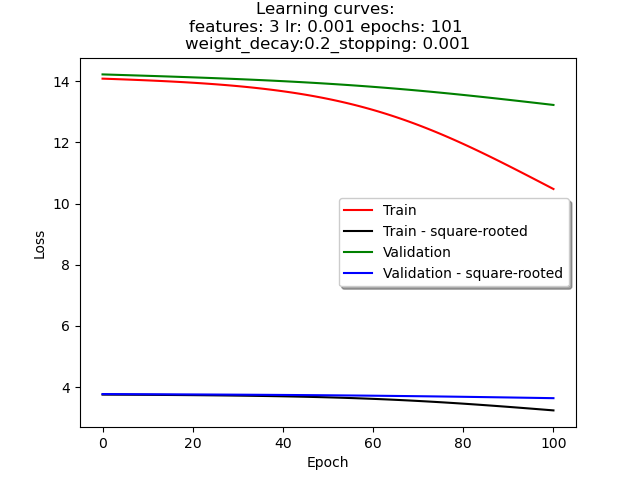 Learning curves:
features: 3 lr: 0.001 epochs: 101
weight_decay:0.2_stopping: 0.001
14
12
10
8
6
4
Loss
Train
Train - square-rooted
Validation
Validation - square-rooted
0 20 40 60 80 100
Epoch